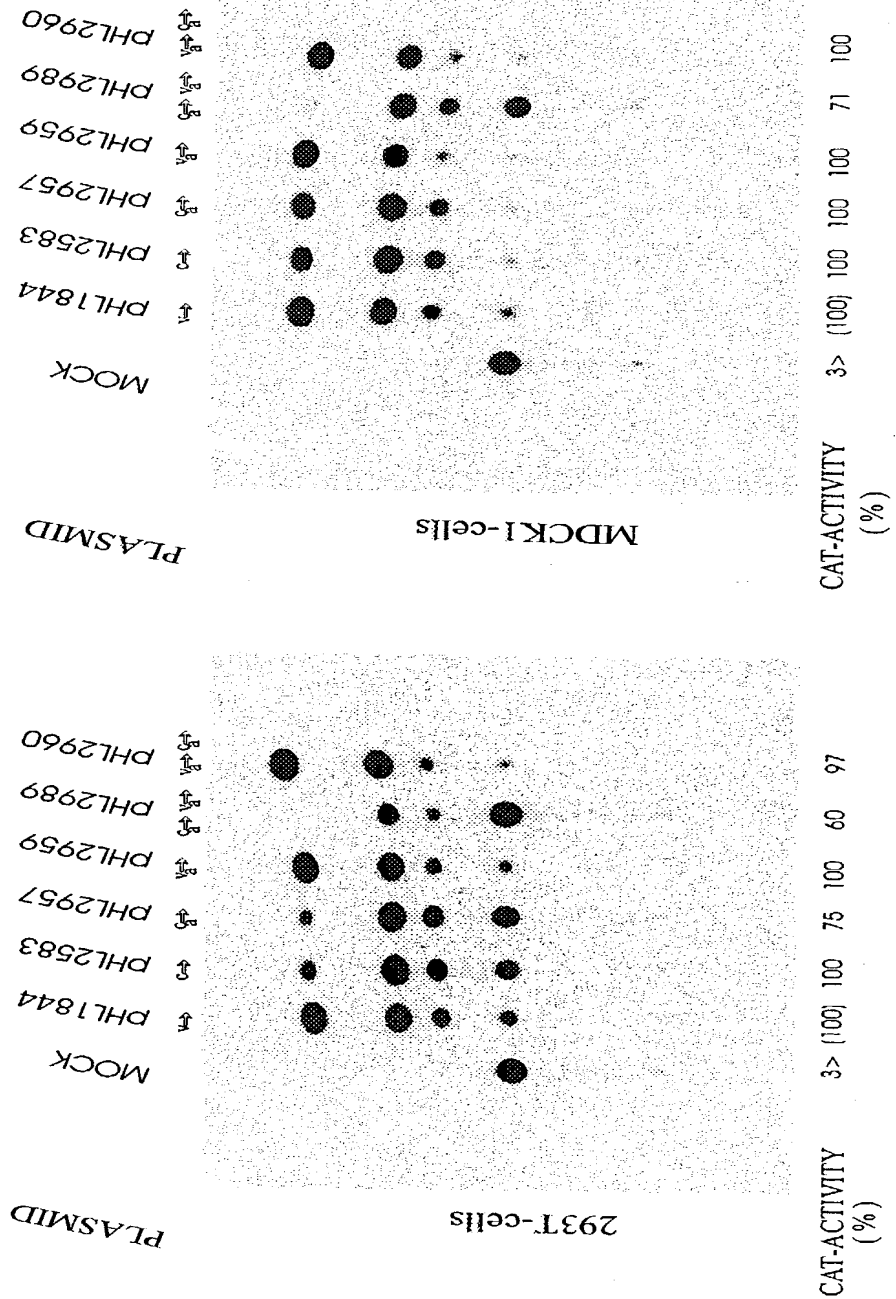 PLASMID
MOCK
pHL1844
pHL2583
pHL2957
pHL2959
pHL2989
pHL2960
MDCK1-cells
CAT-ACTIVITY
(%)
3> (100) 100 100 100 71 100
PLASMID
MOCK
pHL1844
pHL2583
pHL2957
pHL2959
pHL2989
pHL2960
293T-cells
CAT-ACTIVITY
(%)
3> (100) 100 75 100 60 97